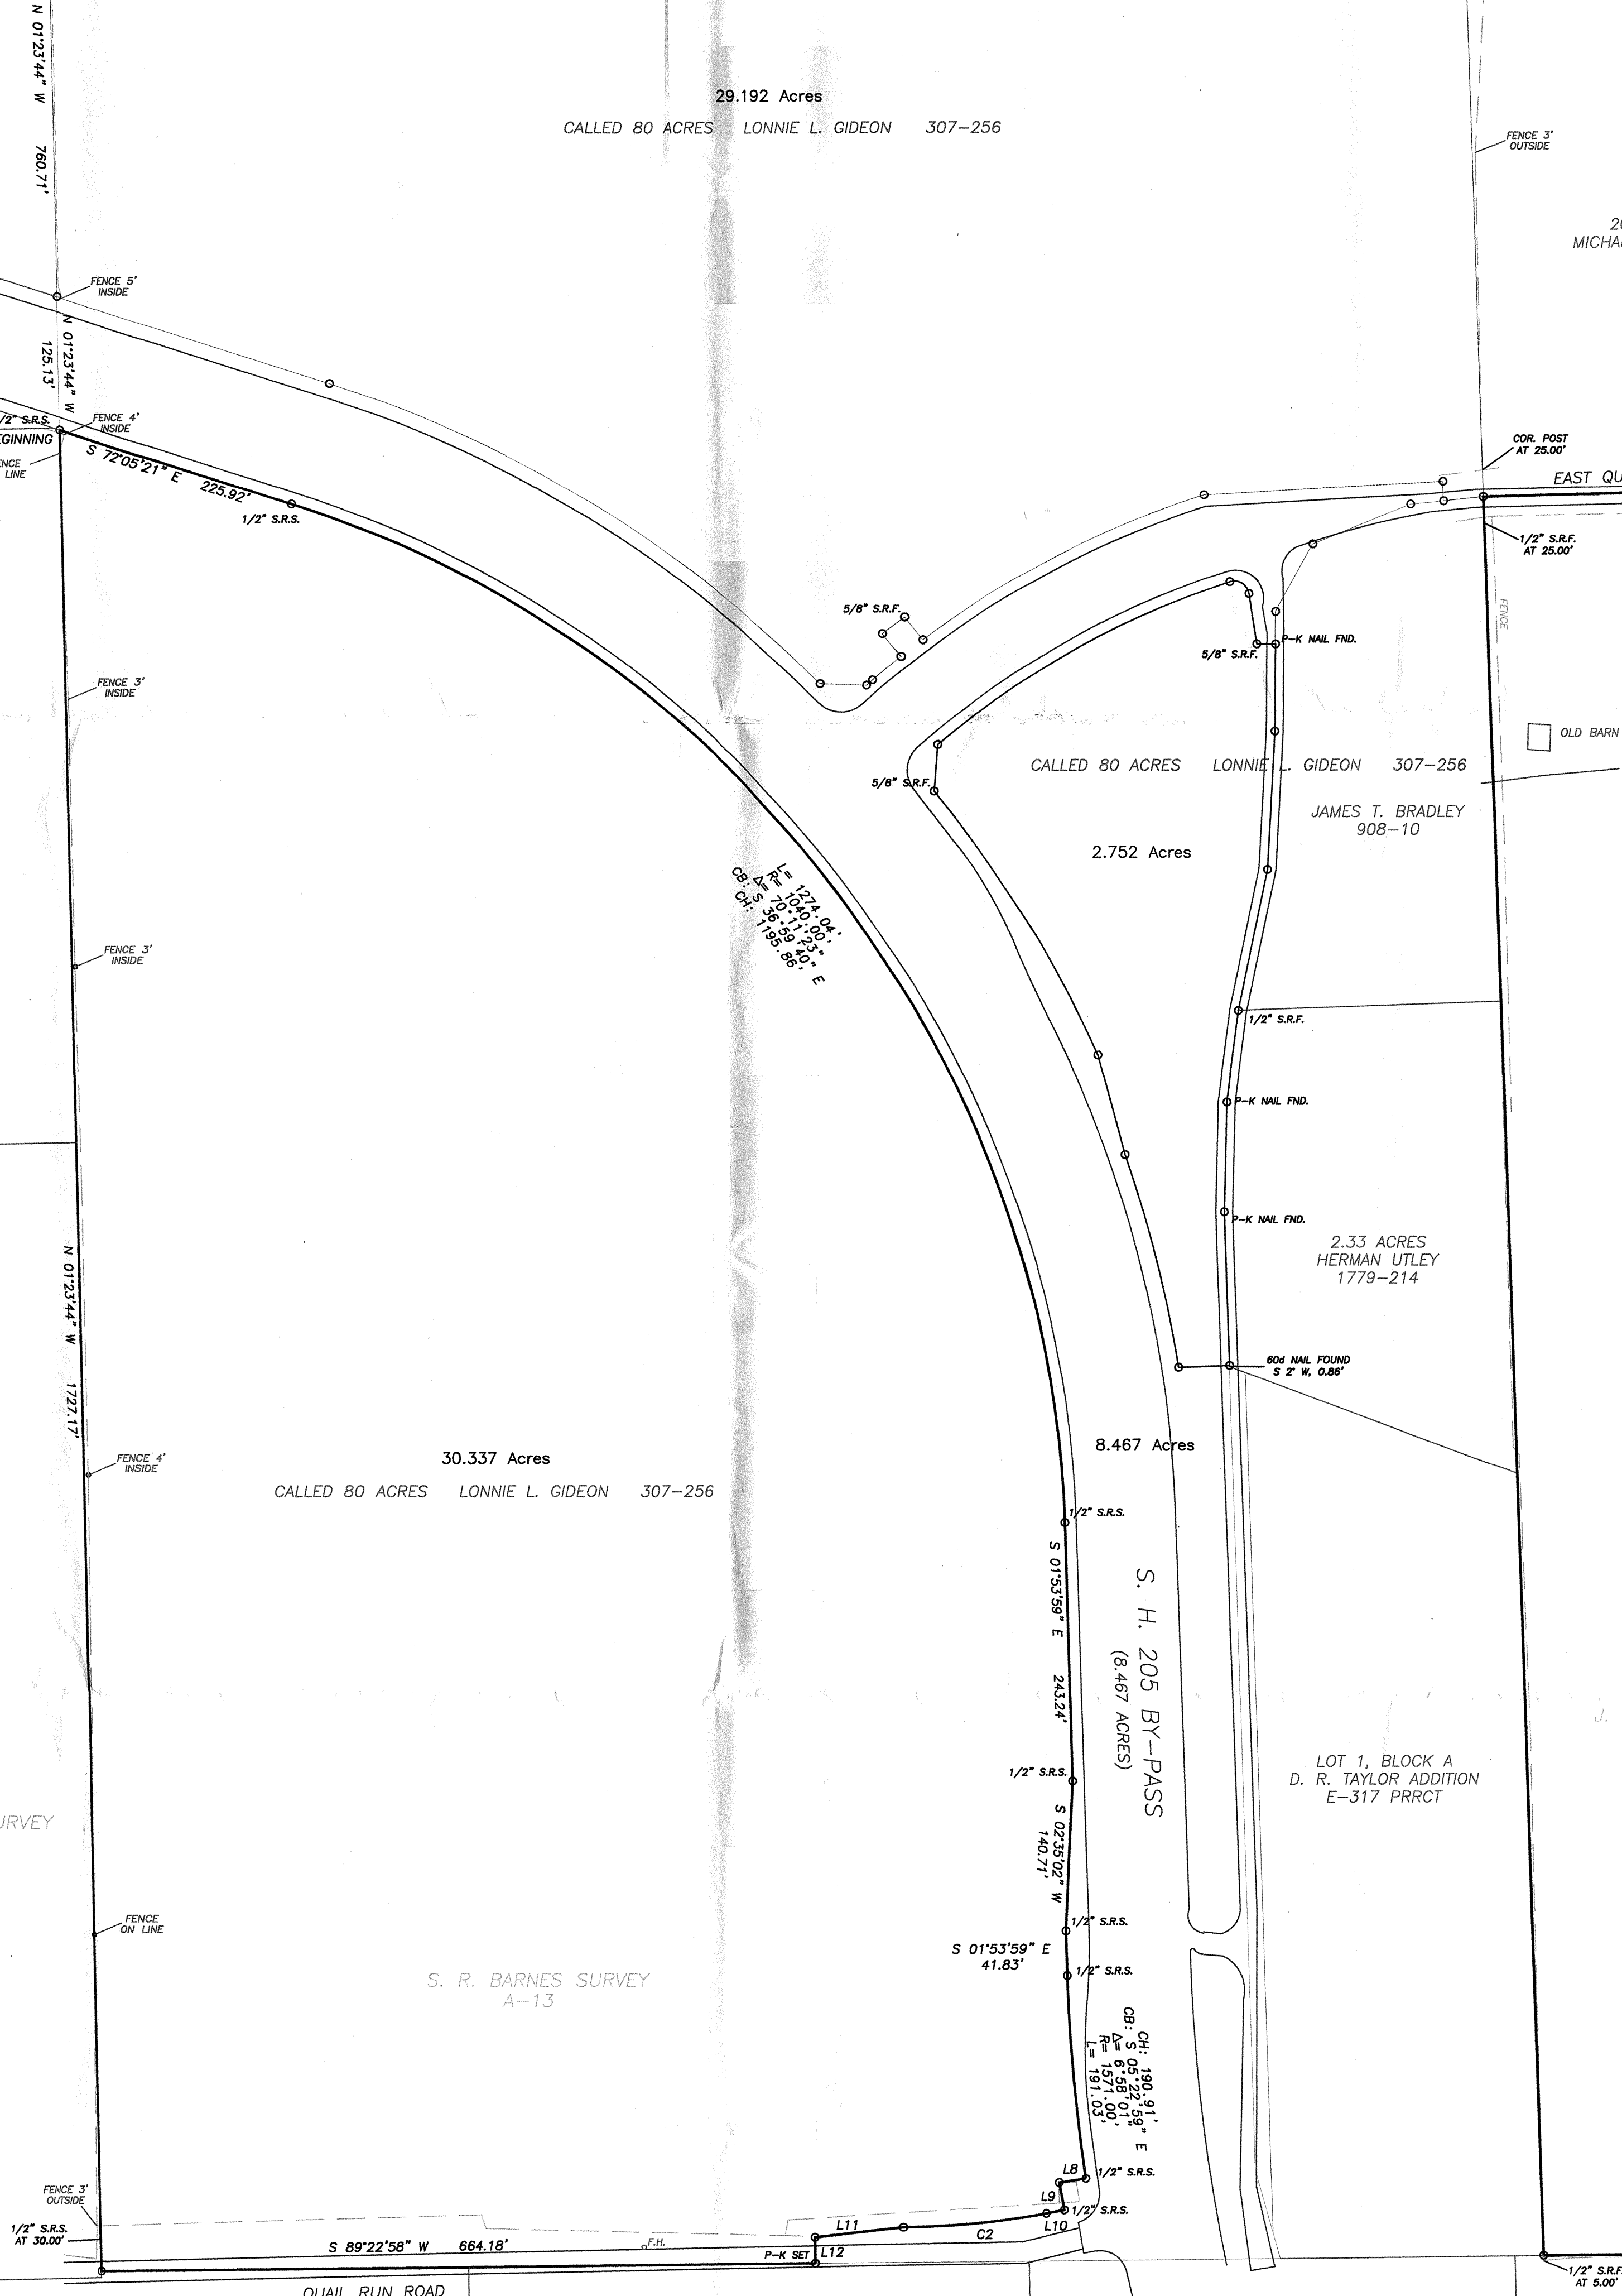 N 01°23'44" W 760.71'
29.192 Acres
CALLED 80 ACRES LONNIE L. GIDEON 307-256
FENCE 3'
OUTSIDE
FENCE 5'
INSIDE
N 01°23'44" W
125.13'
FENCE 4'
INSIDE
S 72°05'21" E 225.92'
1/2" S.R.S.
COR. POST
AT 25.00'
1/2" S.R.F.
AT 25.00'
FENCE
5/8" S.R.F.
P-K NAIL FND.
5/8" S.R.F.
FENCE 3'
INSIDE
OLD BARN
CALLED 80 ACRES LONNIE L. GIDEON 307-256
5/8" S.R.F.
JAMES T. BRADLEY
908-10
2.752 Acres
L= 1274.04'
R= 1040.00'
Δ= 70°11'23"
CB: S 36°59'40" E
CH: 1195.86'
FENCE 3'
INSIDE
1/2" S.R.F.
P-K NAIL FND.
P-K NAIL FND.
2.33 ACRES
HERMAN UTLEY
1779-214
N 01°23'44" W 1727.17'
60d NAIL FOUND
S 2° W, 0.86'
8.467 Acres
30.337 Acres
CALLED 80 ACRES LONNIE L. GIDEON 307-256
FENCE 4'
INSIDE
1/2" S.R.S.
S 01°53'59" E 243.24'
S. H. 205 BY-PASS
(8.467 ACRES)
1/2" S.R.S.
LOT 1, BLOCK A
D. R. TAYLOR ADDITION
E-317 PRRCT
S 02°35'02" W
140.71'
FENCE
ON LINE
1/2" S.R.S.
S 01°53'59" E
41.83'
1/2" S.R.S.
S. R. BARNES SURVEY
A-13
CH: 190.91'
CB: S 05°22'59" E
Δ= 6°58'01"
R= 1571.00'
L= 191.03'
L8
1/2" S.R.S.
L9
1/2" S.R.S.
L10
L11
C2
FENCE 3'
OUTSIDE
1/2" S.R.S.
AT 30.00'
S 89°22'58" W 664.18'
F.H.
P-K SET
L12
QUAIL RUN ROAD
1/2" S.R.F
AT 5.00'